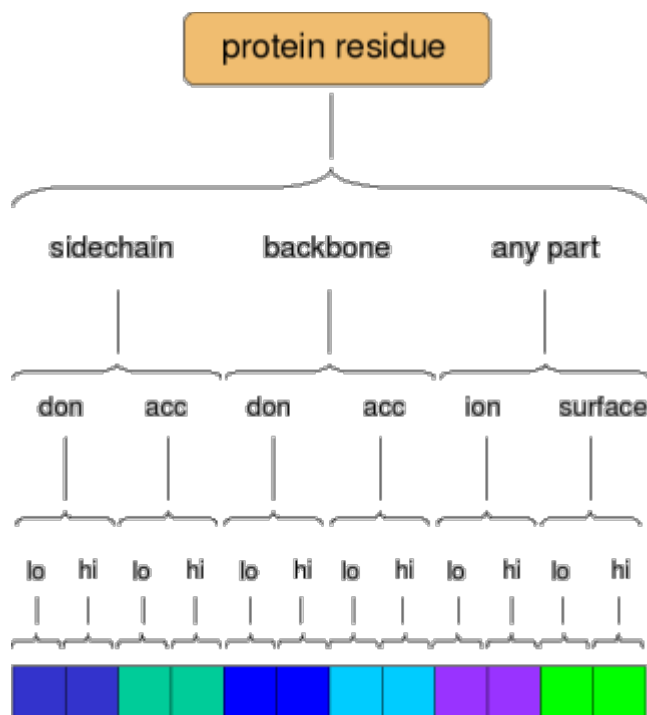 protein residue
sidechain backbone any part
don acc don acc ion surface
lo hi lo hi lo hi lo hi lo hi lo hi